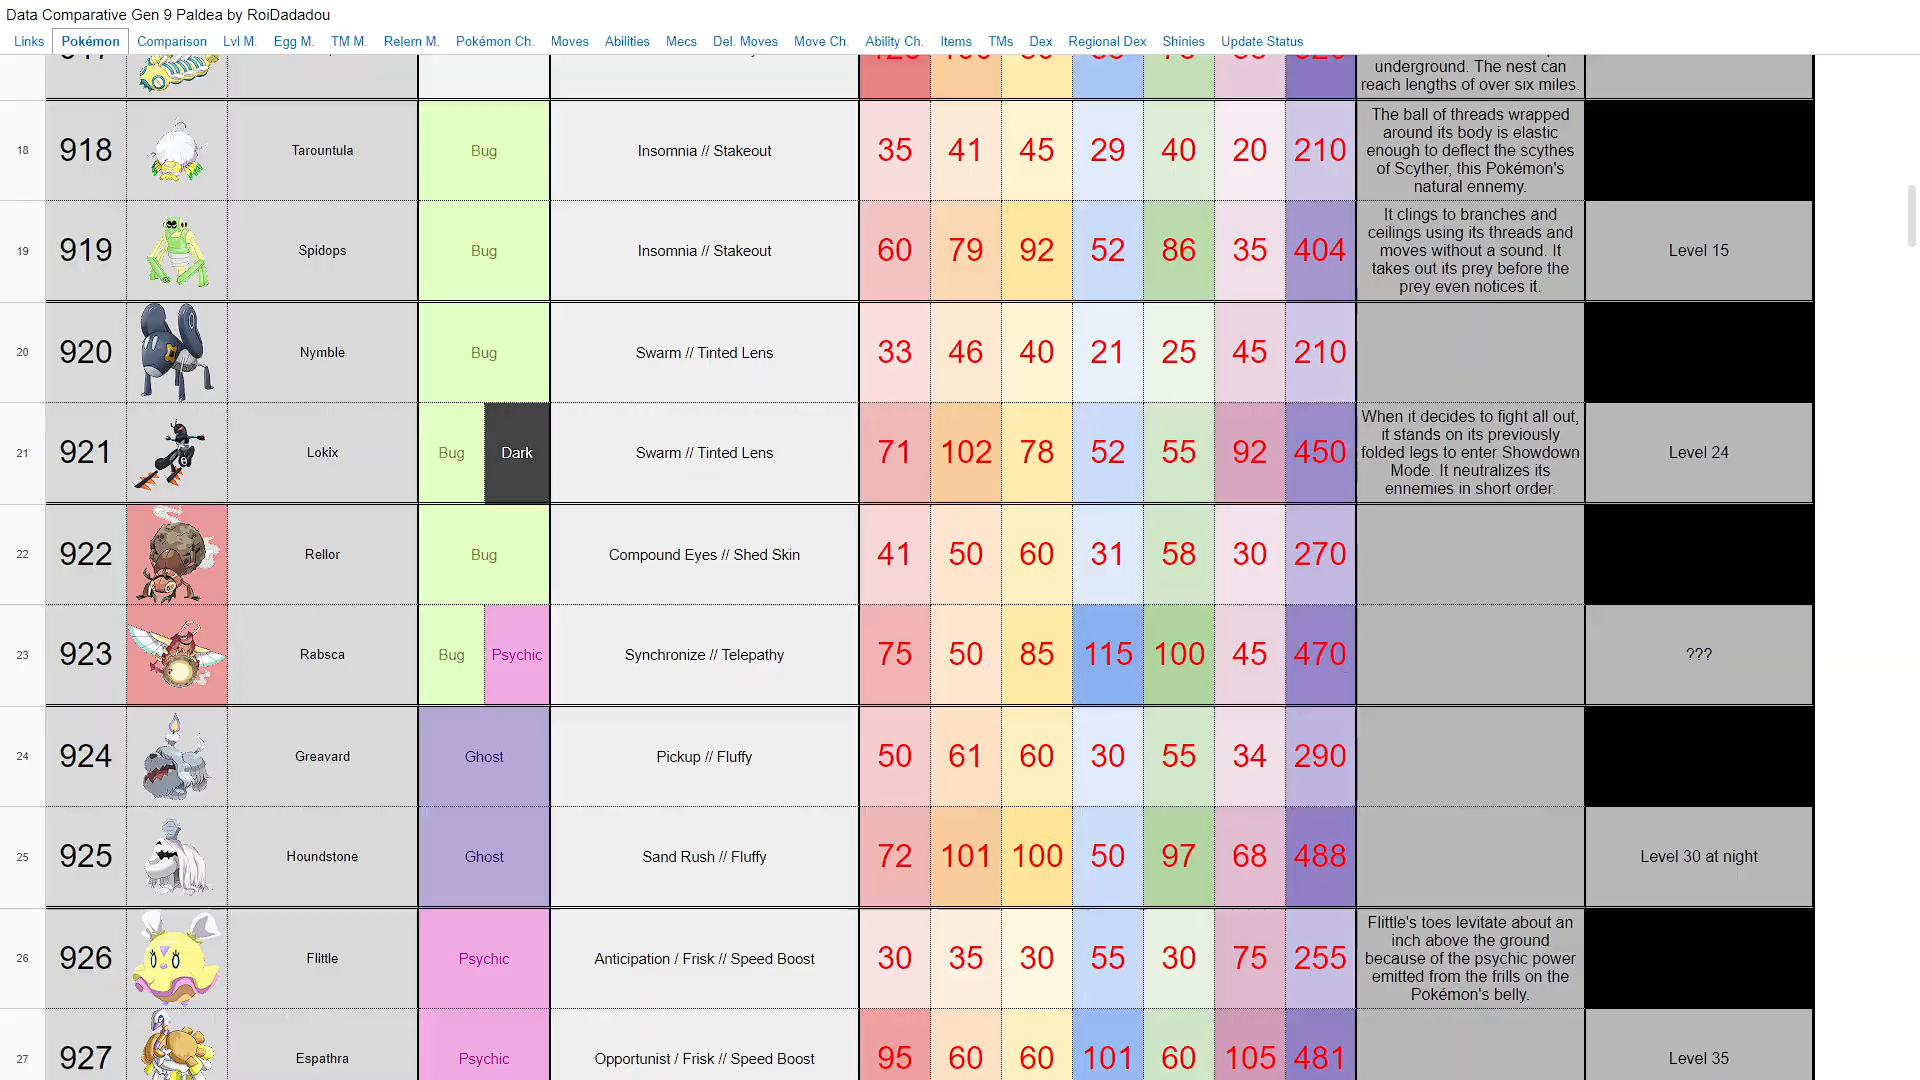 Data Comparative Gen 9 Paldea by RoiDadadou
Links Pokémon Comparison Lvl M. Egg M. TM M. Relern M. Pokémon Ch. Moves Abilities Mecs Del. Moves Move Ch. Ability Ch. Items TMs Dex Regional Dex Shinies Update Status
underground. The nest can
reach lengths of over six miles.
18 918 Tarountula Bug Insomnia // Stakeout 35 41 45 29 40 20 210
The ball of threads wrapped
around its body is elastic
enough to deflect the scythes
of Scyther, this Pokémon's
natural ennemy.
19 919 Spidops Bug Insomnia // Stakeout 60 79 92 52 86 35 404
It clings to branches and
ceilings using its threads and
moves without a sound. It
takes out its prey before the
prey even notices it.
Level 15
20 920 Nymble Bug Swarm // Tinted Lens 33 46 40 21 25 45 210
21 921 Lokix Bug Dark Swarm // Tinted Lens 71 102 78 52 55 92 450
When it decides to fight all out,
it stands on its previously
folded legs to enter Showdown
Mode. It neutralizes its
ennemies in short order.
Level 24
22 922 Rellor Bug Compound Eyes // Shed Skin 41 50 60 31 58 30 270
23 923 Rabsca Bug Psychic Synchronize // Telepathy 75 50 85 115 100 45 470 ???
24 924 Greavard Ghost Pickup // Fluffy 50 61 60 30 55 34 290
25 925 Houndstone Ghost Sand Rush // Fluffy 72 101 100 50 97 68 488 Level 30 at night
26 926 Flittle Psychic Anticipation / Frisk // Speed Boost 30 35 30 55 30 75 255
Flittle's toes levitate about an
inch above the ground
because of the psychic power
emitted from the frills on the
Pokémon's belly.
27 927 Espathra Psychic Opportunist / Frisk // Speed Boost 95 60 60 101 60 105 481 Level 35